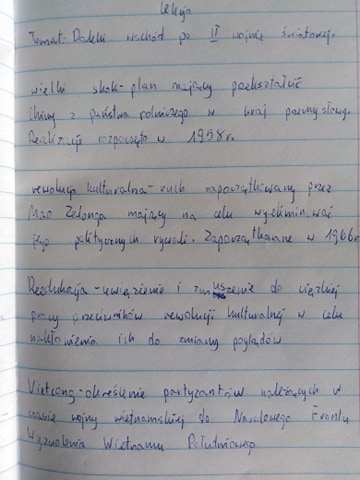 Lekcja
Temat: Daleki wschód po II wojnie światowej.
wielki skok - plan mający przekształcić
Chiny z państwa rolniczego w kraj przemysłowy.
Realizację rozpoczęto w 1958 r.
rewolucja kulturalna - ruch zapoczątkowany przez
Mao Zedonga mający na celu wyeliminować
jego politycznych rywali. Zapoczątkowane w 1966r.
Reedukacja - uwięzienie i zmuszenie do ciężkiej
pracy przeciwników rewolucji kulturalnej w celu
nakłonienia ich do zmiany poglądów
Vietcong - określenie partyzantów należących w
czasie wojny wietnamskiej do Narodowego Frontu
Wyzwolenia Wietnamu Południowego